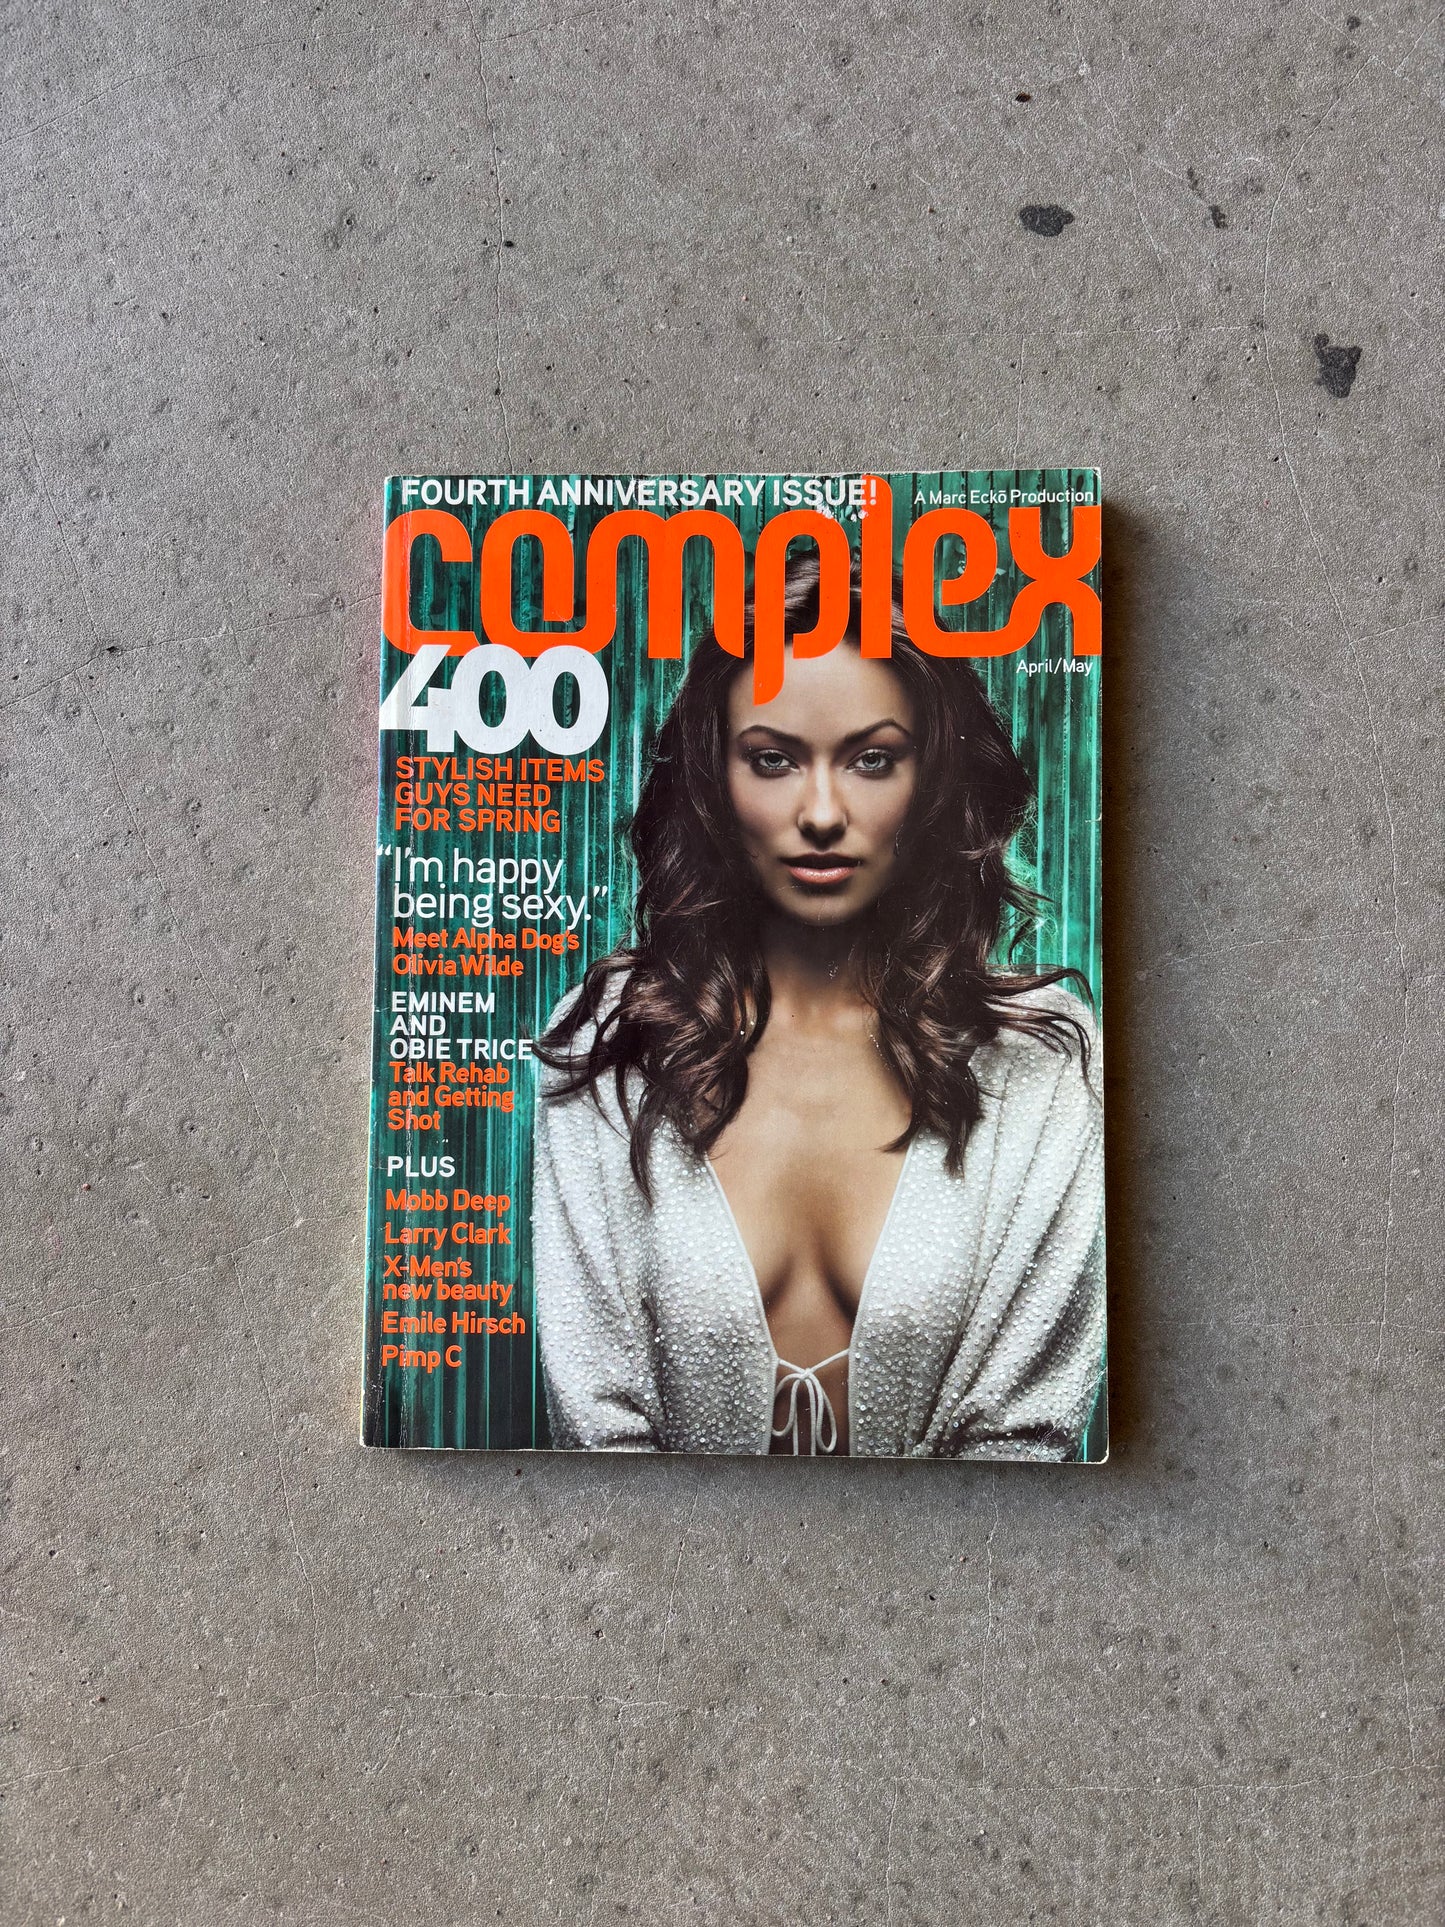 FOURTH ANNIVERSARY ISSUE!
A Marc Eckō Production
complex
April/May
400
STYLISH ITEMS
GUYS NEED
FOR SPRING
“I’m happy
being sexy.”
Meet Alpha Dog’s
Olivia Wilde
EMINEM
AND
OBIE TRICE
Talk Rehab
and Getting
Shot
PLUS
Mobb Deep
Larry Clark
X-Men’s
new beauty
Emile Hirsch
Pimp C